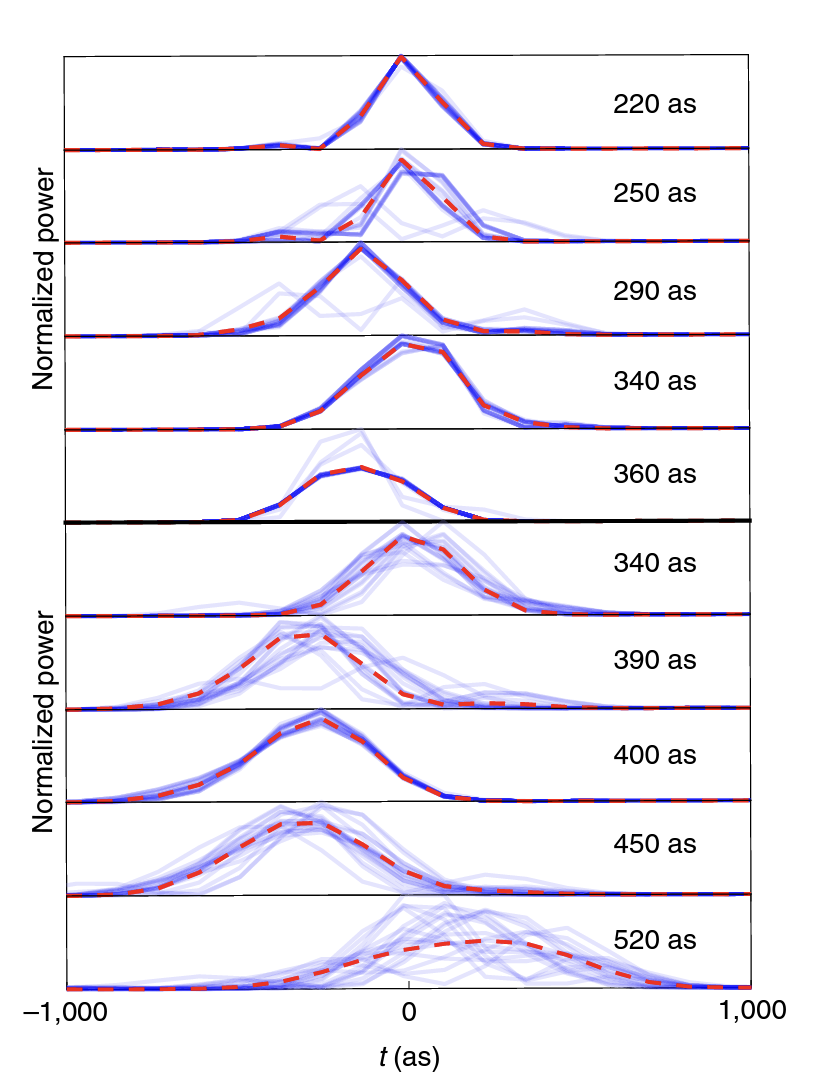 220 as
250 as
Normalized power
290 as
340 as
360 as
340 as
390 as
Normalized power
400 as
450 as
520 as
–1,000
0
1,000
t (as)